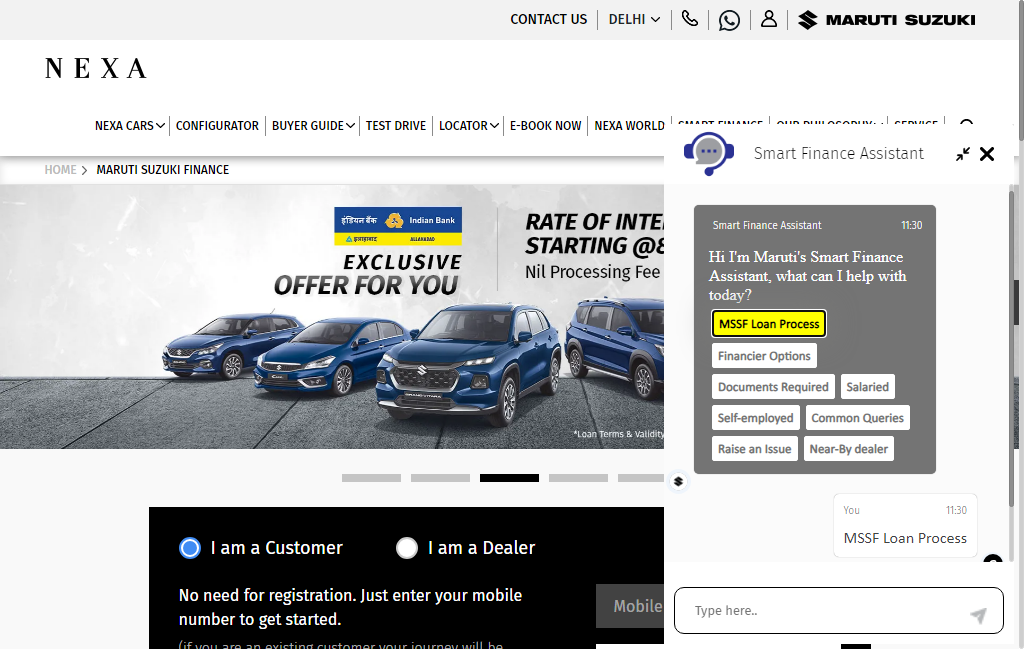 CONTACT US
DELHI
MARUTI SUZUKI
NEXA
NEXA CARS
CONFIGURATOR
BUYER GUIDE
TEST DRIVE
LOCATOR
E-BOOK NOW
NEXA WORLD
SMART FINANCE
OUR PHILOSOPHY
SERVICE
HOME
MARUTI SUZUKI FINANCE
इंडियन बैंक Indian Bank
इलाहाबाद ALLAHABAD
EXCLUSIVE
OFFER FOR YOU
RATE OF INTE
STARTING @8
Nil Processing Fee
GRAND VITARA
*Loan Terms & Validity
I am a Customer
I am a Dealer
No need for registration. Just enter your mobile
number to get started.
(if you are an existing customer your journey will be
Mobile
Smart Finance Assistant
Smart Finance Assistant 11:30
Hi I'm Maruti's Smart Finance
Assistant, what can I help with
today?
MSSF Loan Process
Financier Options
Documents Required
Salaried
Self-employed
Common Queries
Raise an Issue
Near-By dealer
You 11:30
MSSF Loan Process
Type here..